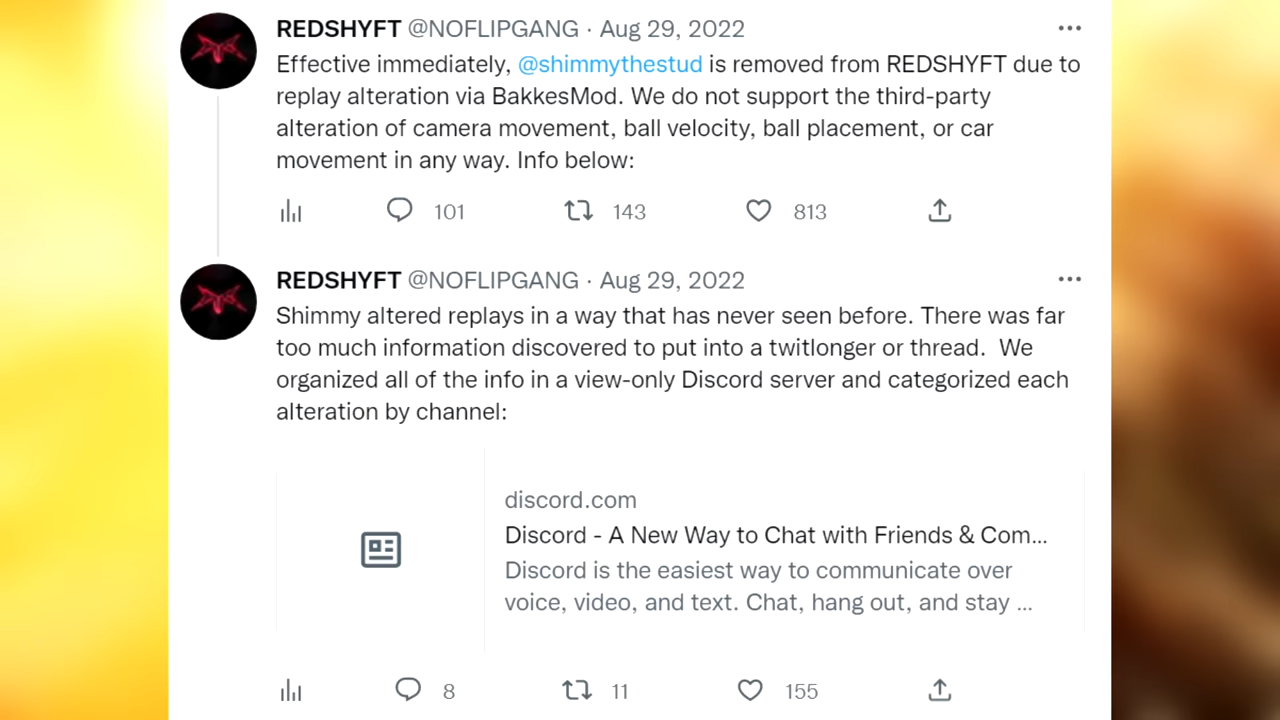 REDSHYFT @NOFLIPGANG · Aug 29, 2022
Effective immediately, @shimmythestud is removed from REDSHYFT due to
replay alteration via BakkesMod. We do not support the third-party
alteration of camera movement, ball velocity, ball placement, or car
movement in any way. Info below:
101 143 813
REDSHYFT @NOFLIPGANG · Aug 29, 2022
Shimmy altered replays in a way that has never seen before. There was far
too much information discovered to put into a twitlonger or thread.  We
organized all of the info in a view-only Discord server and categorized each
alteration by channel:
discord.com
Discord - A New Way to Chat with Friends & Com...
Discord is the easiest way to communicate over
voice, video, and text. Chat, hang out, and stay ...
8 11 155